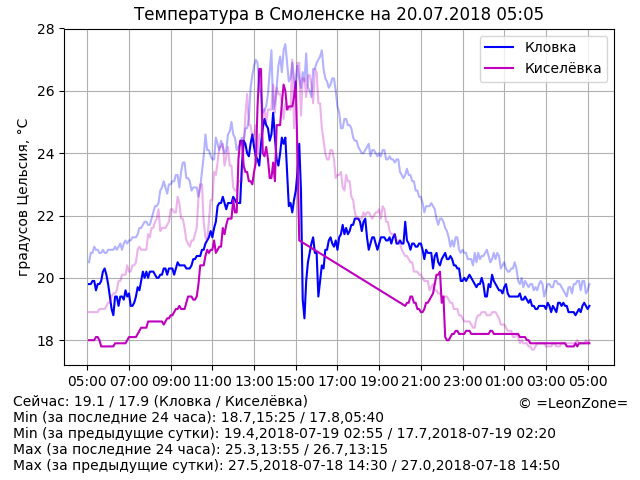 Температура в Смоленске на 20.07.2018 05:05
градусов Цельсия, °C
28
26
24
22
20
18
Кловка
Киселёвка
05:00 07:00 09:00 11:00 13:00 15:00 17:00 19:00 21:00 23:00 01:00 03:00 05:00
Сейчас: 19.1 / 17.9 (Кловка / Киселёвка)
© =LeonZone=
Min (за последние 24 часа): 18.7,15:25 / 17.8,05:40
Min (за предыдущие сутки): 19.4,2018-07-19 02:55 / 17.7,2018-07-19 02:20
Max (за последние 24 часа): 25.3,13:55 / 26.7,13:15
Max (за предыдущие сутки): 27.5,2018-07-18 14:30 / 27.0,2018-07-18 14:50